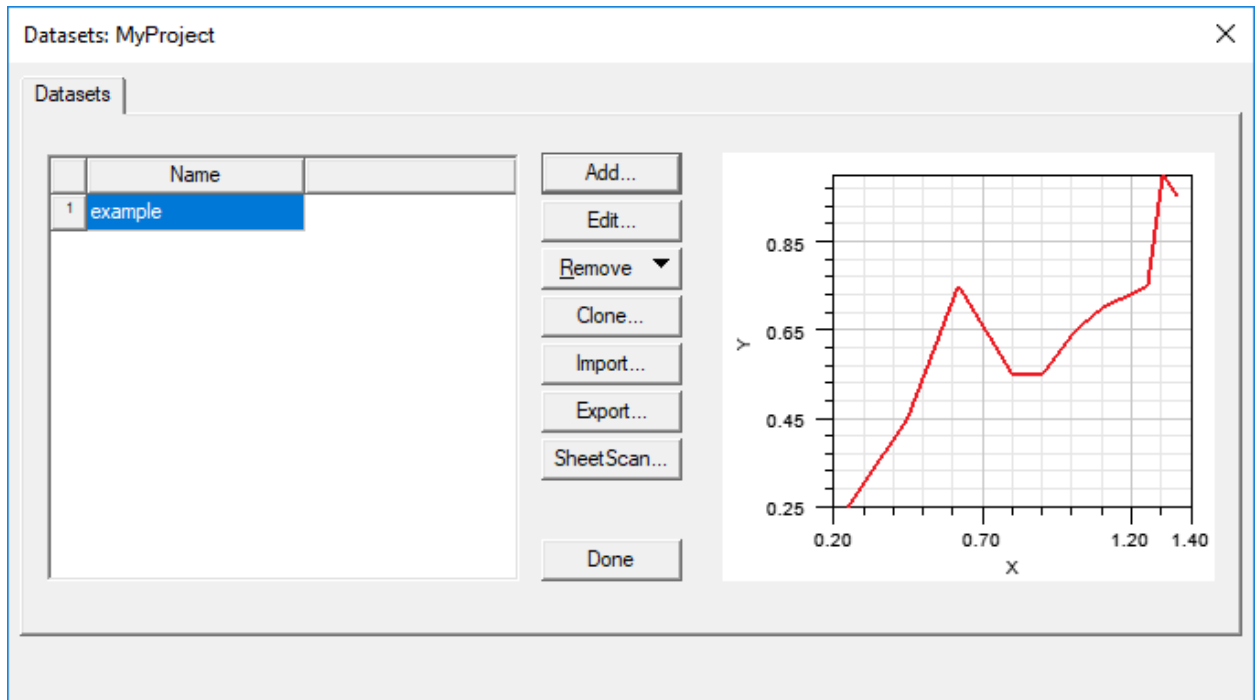 Datasets: MyProject
Datasets
Name
1 example
Add...
Edit...
Remove
Clone...
Import...
Export...
SheetScan...
Done
0.85
0.65
0.45
0.25
Y
0.20 0.70 1.20 1.40
X